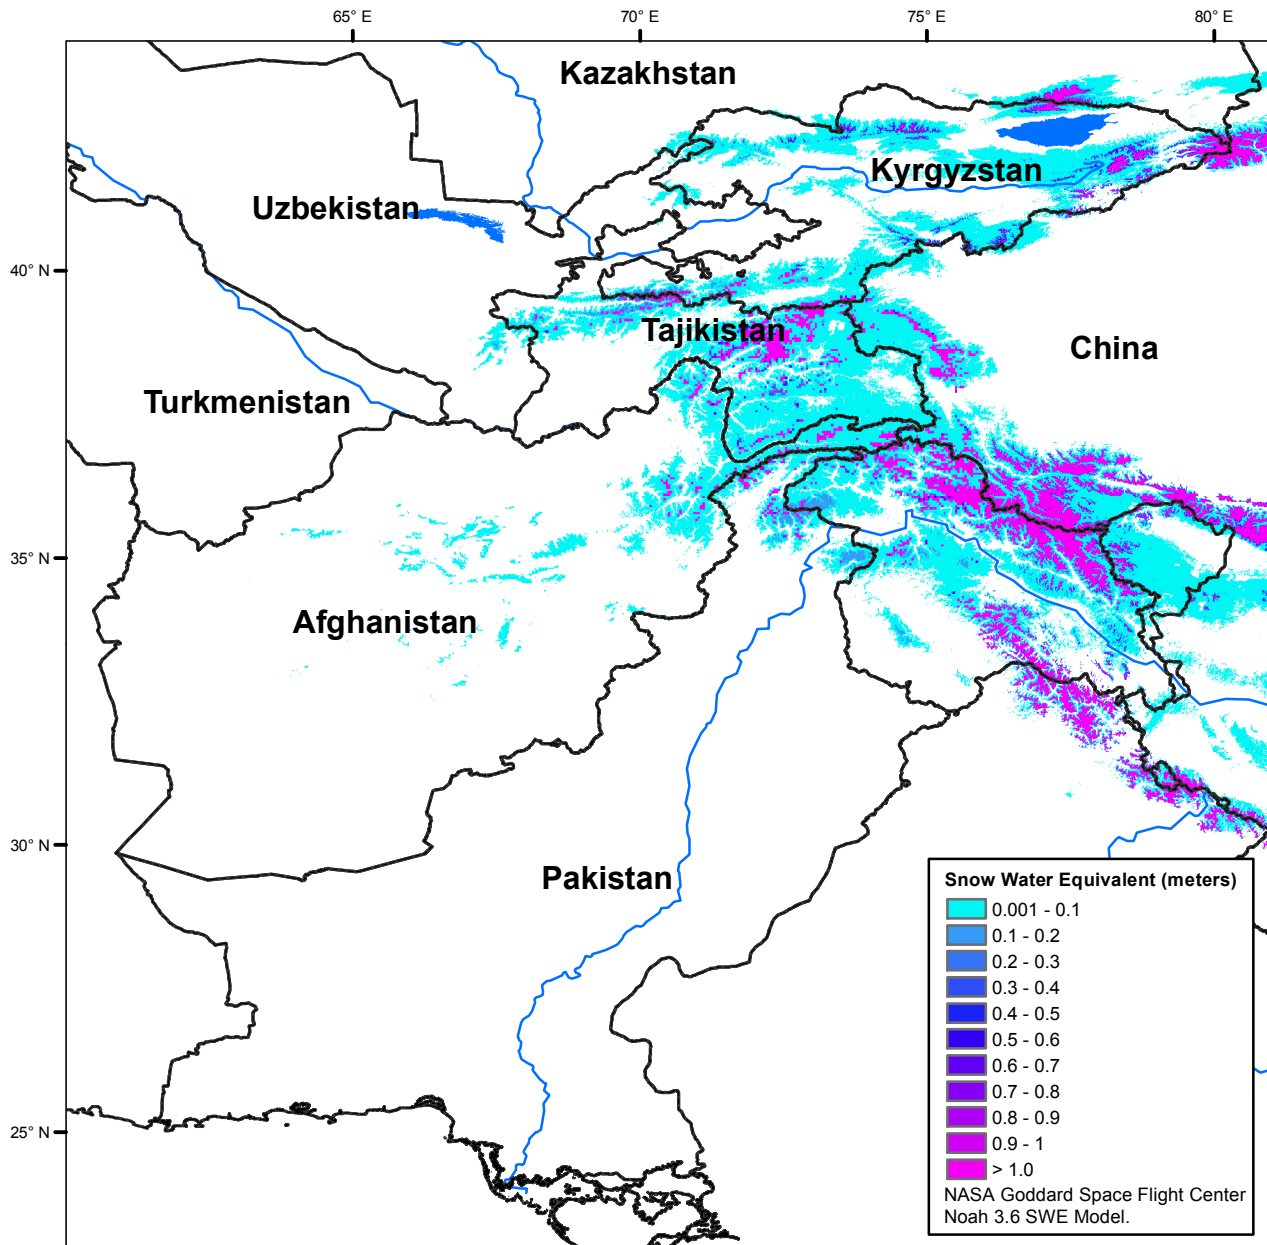 65° E
70° E
75° E
80° E
Kazakhstan
Kyrgyzstan
Uzbekistan
40° N
Tajikistan
China
Turkmenistan
35° N
Afghanistan
30° N
Pakistan
25° N
Snow Water Equivalent (meters)
0.001 - 0.1
0.1 - 0.2
0.2 - 0.3
0.3 - 0.4
0.4 - 0.5
0.5 - 0.6
0.6 - 0.7
0.7 - 0.8
0.8 - 0.9
0.9 - 1
> 1.0
NASA Goddard Space Flight Center
Noah 3.6 SWE Model.